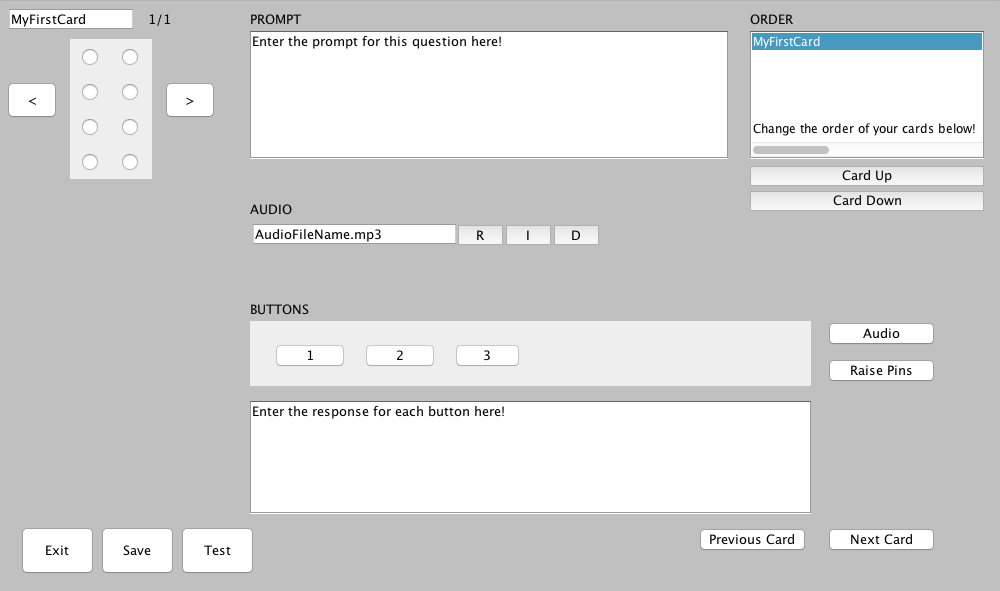 MyFirstCard 1/1
< >
PROMPT
Enter the prompt for this question here!
ORDER
MyFirstCard
Change the order of your cards below!
Card Up
Card Down
AUDIO
AudioFileName.mp3 R I D
BUTTONS
1 2 3
Audio
Raise Pins
Enter the response for each button here!
Exit Save Test
Previous Card Next Card